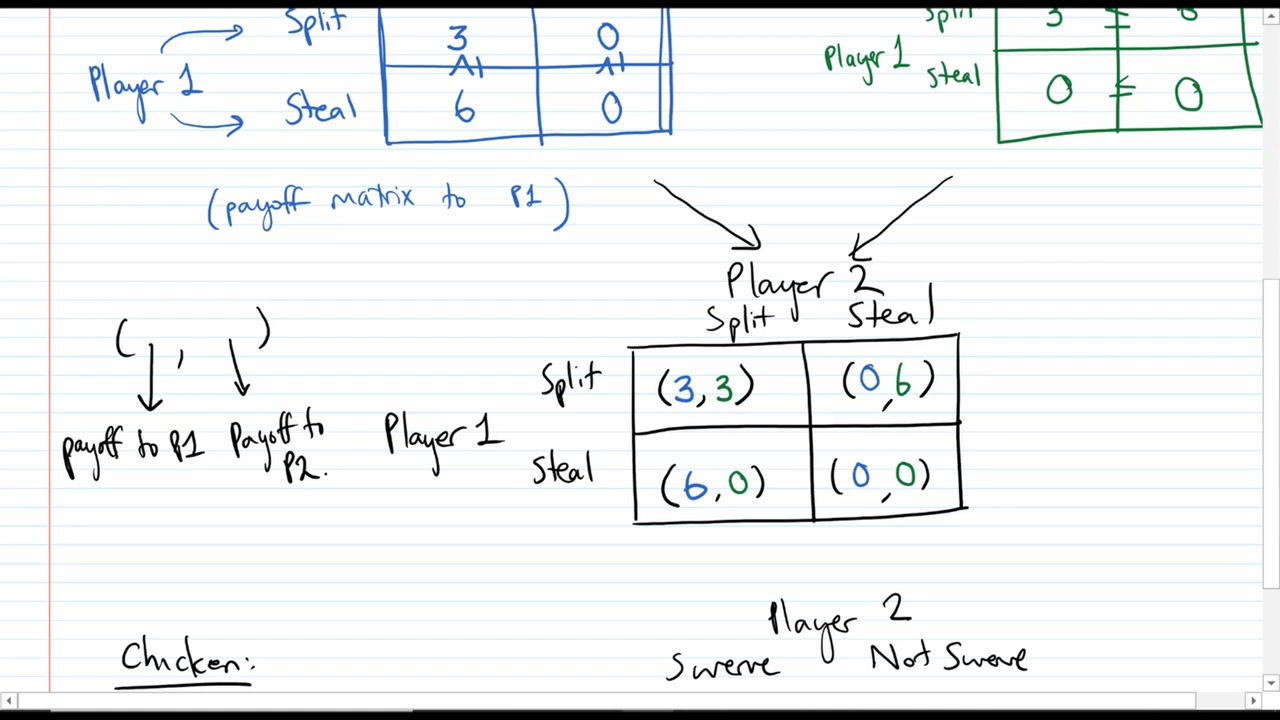 Split 3 0
Player 1
Steal 6 0
(payoff matrix to P1)
Split 3 =
Player 1
Steal 0 = 0
Player 2
Split Steal
( , )
payoff to P1
Payoff to
P2.
Player 1
Split (3,3) (0,6)
Steal (6,0) (0,0)
Chicken:
Player 2
Swerve Not Swerve